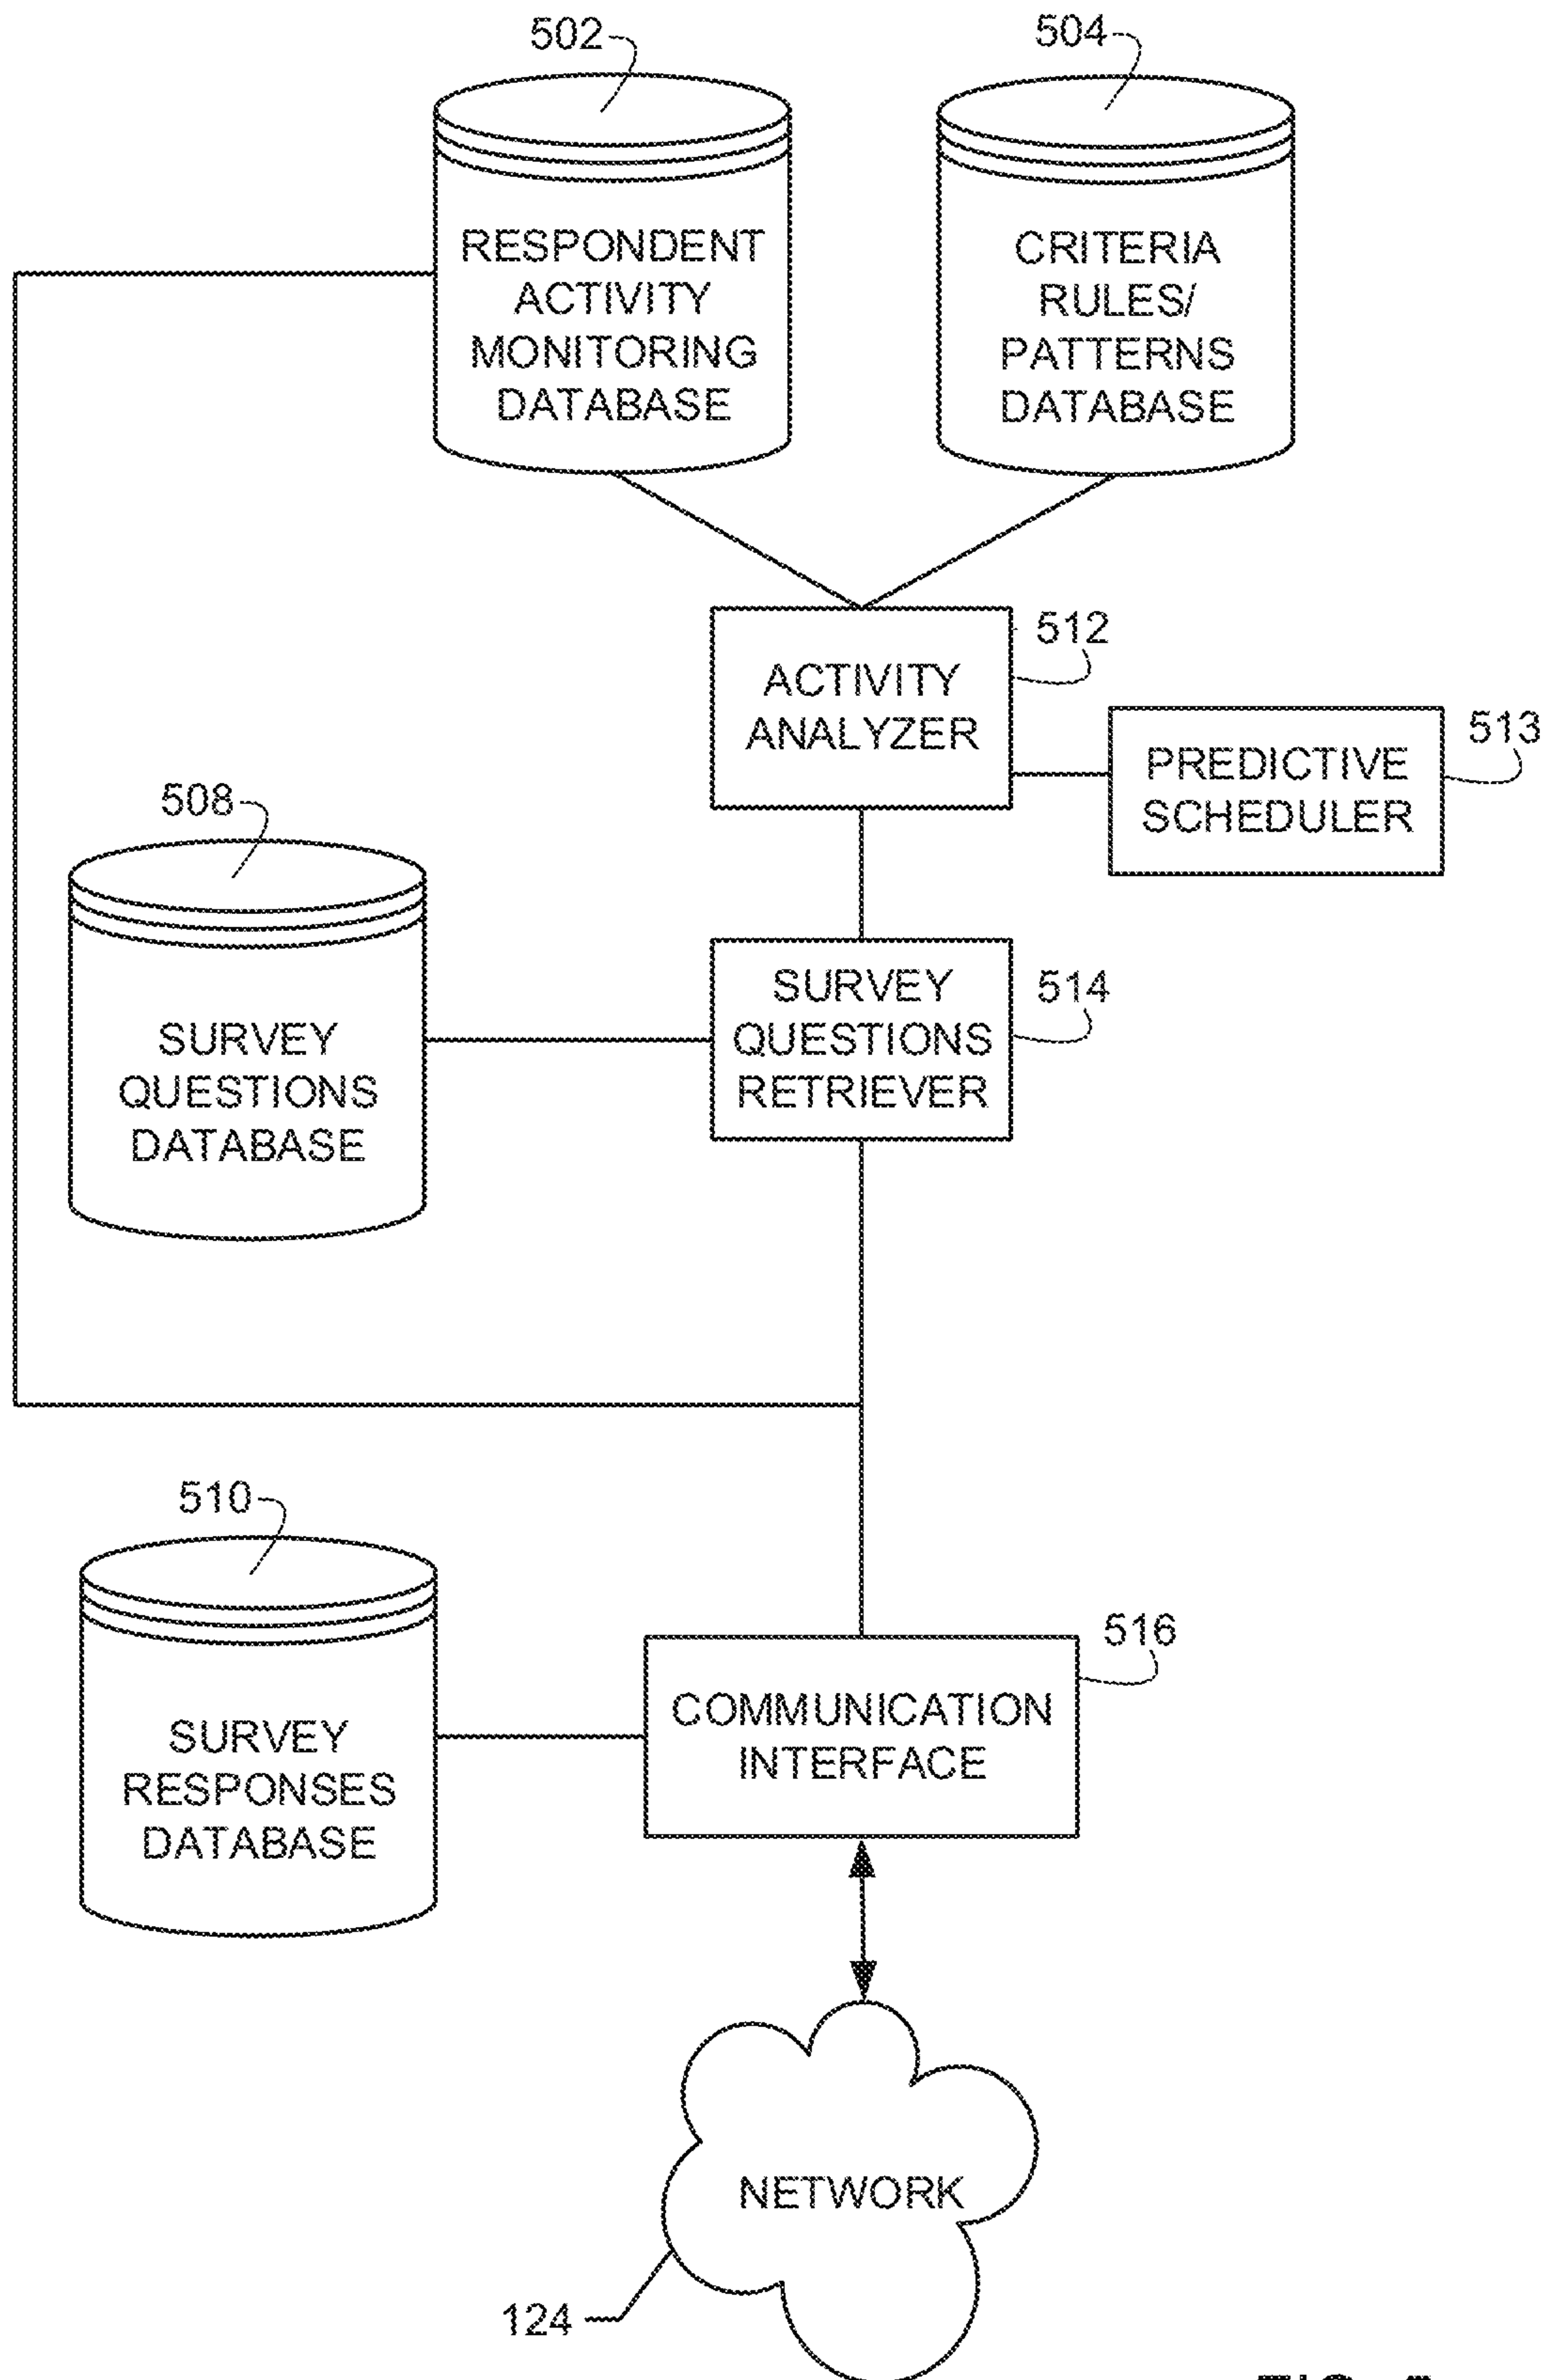 502
504
RESPONDENT
ACTIVITY
MONITORING
DATABASE
CRITERIA
RULES/
PATTERNS
DATABASE
512
ACTIVITY
ANALYZER
513
PREDICTIVE
SCHEDULER
508
SURVEY
QUESTIONS
DATABASE
514
SURVEY
QUESTIONS
RETRIEVER
510
SURVEY
RESPONSES
DATABASE
516
COMMUNICATION
INTERFACE
NETWORK
124